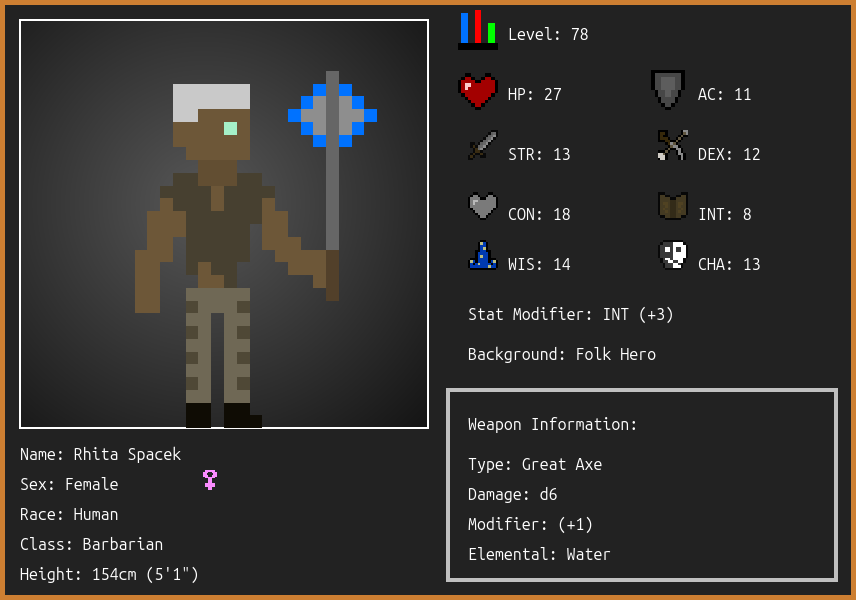 Level: 78
HP: 27
AC: 11
STR: 13
DEX: 12
CON: 18
INT: 8
WIS: 14
CHA: 13
Stat Modifier: INT (+3)
Background: Folk Hero
Weapon Information:
Type: Great Axe
Damage: d6
Modifier: (+1)
Elemental: Water
Name: Rhita Spacek
Sex: Female
Race: Human
Class: Barbarian
Height: 154cm (5'1")